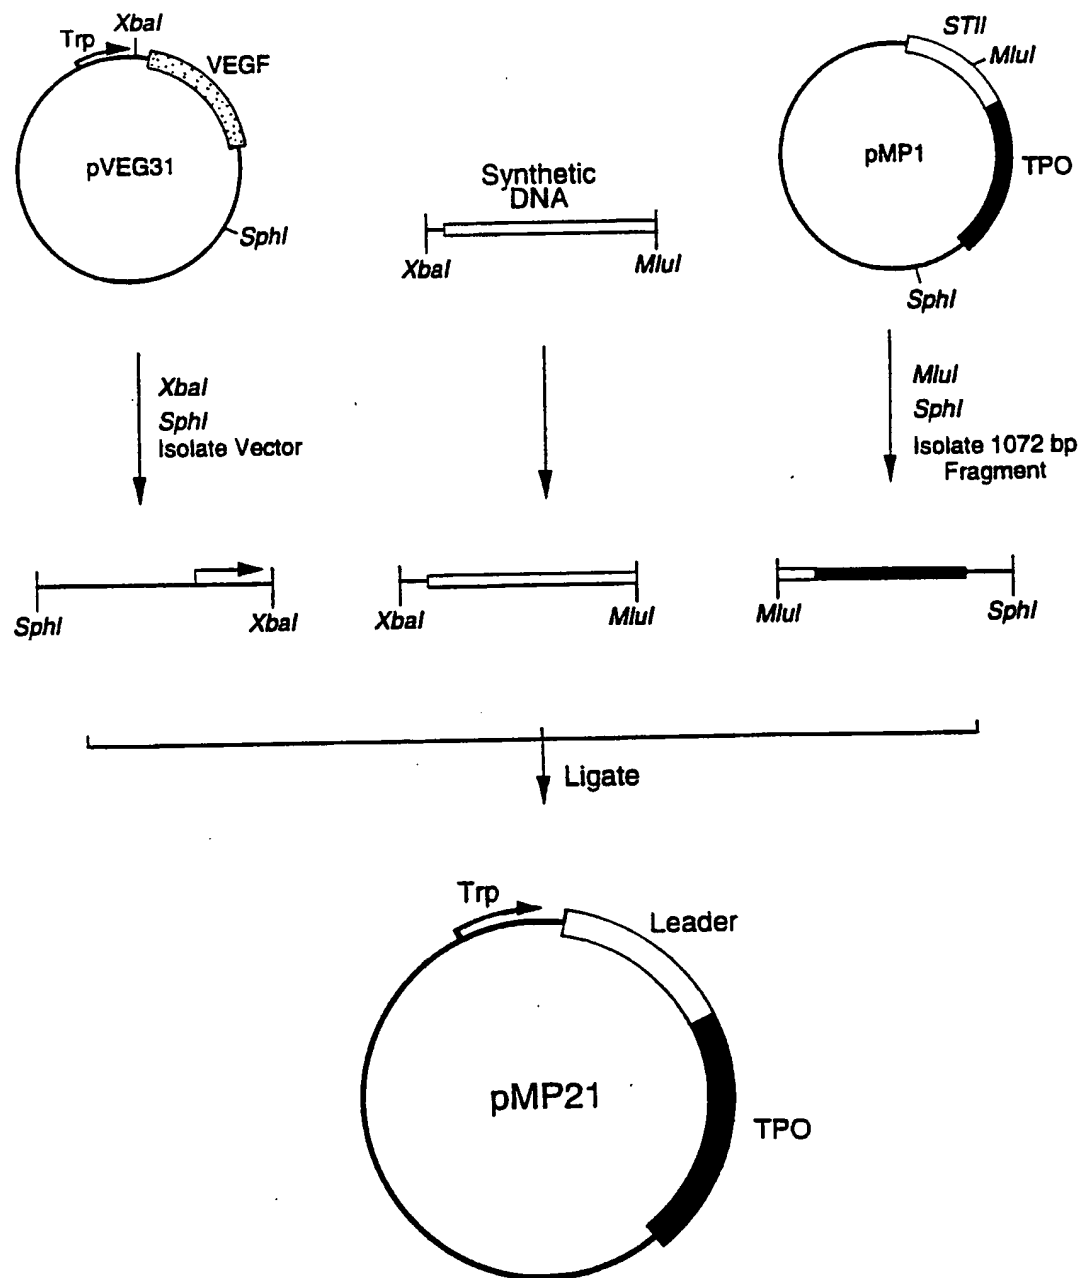 XbaI
Trp
VEGF
pVEG31
SphI
Synthetic
DNA
XbaI
MluI
STII
MluI
pMP1
TPO
SphI
XbaI
SphI
Isolate Vector
MluI
SphI
Isolate 1072 bp
Fragment
SphI
XbaI
XbaI
MluI
MluI
SphI
Ligate
Trp
Leader
pMP21
TPO